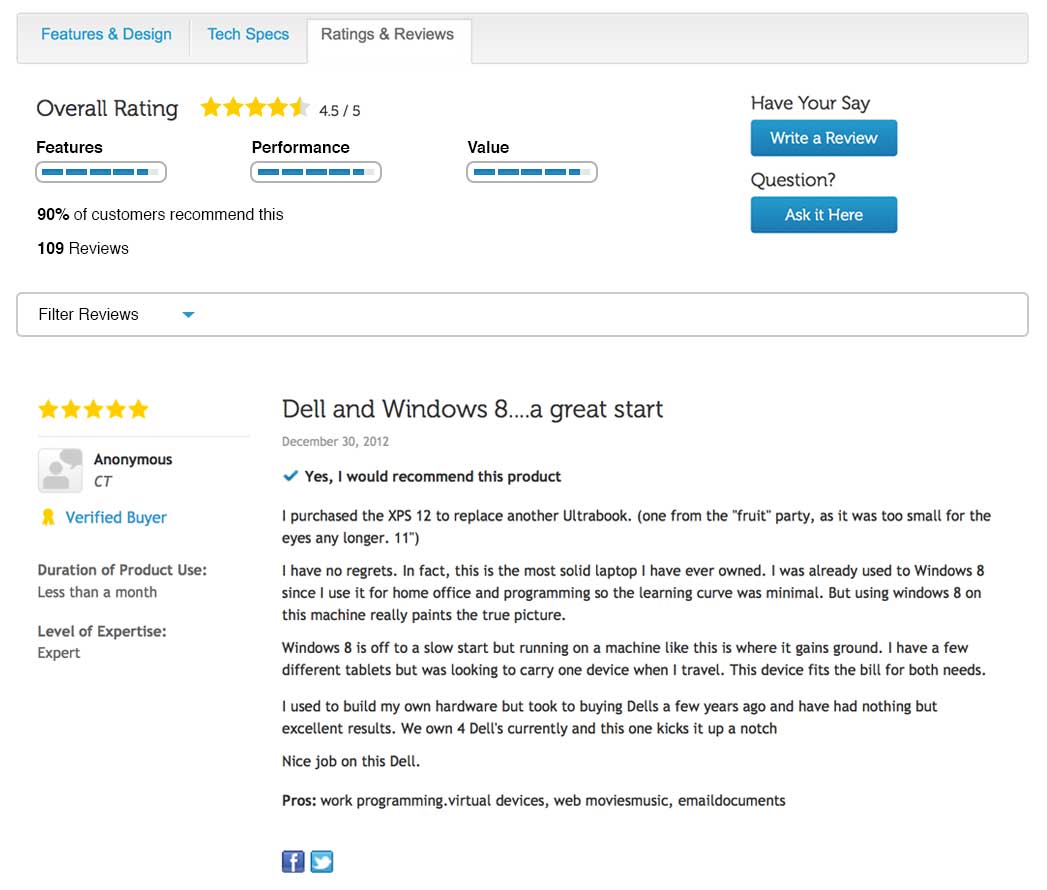 Features & Design
Tech Specs
Ratings & Reviews
Overall Rating
4.5 / 5
Features
Performance
Value
90% of customers recommend this
109 Reviews
Have Your Say
Write a Review
Question?
Ask it Here
Filter Reviews
Anonymous
CT
Verified Buyer
Duration of Product Use:
Less than a month
Level of Expertise:
Expert
Dell and Windows 8....a great start
December 30, 2012
Yes, I would recommend this product
I purchased the XPS 12 to replace another Ultrabook. (one from the "fruit" party, as it was too small for the
eyes any longer. 11")
I have no regrets. In fact, this is the most solid laptop I have ever owned. I was already used to Windows 8
since I use it for home office and programming so the learning curve was minimal. But using windows 8 on
this machine really paints the true picture.
Windows 8 is off to a slow start but running on a machine like this is where it gains ground. I have a few
different tablets but was looking to carry one device when I travel. This device fits the bill for both needs.
I used to build my own hardware but took to buying Dells a few years ago and have had nothing but
excellent results. We own 4 Dell's currently and this one kicks it up a notch
Nice job on this Dell.
Pros: work programming.virtual devices, web moviesmusic, emaildocuments